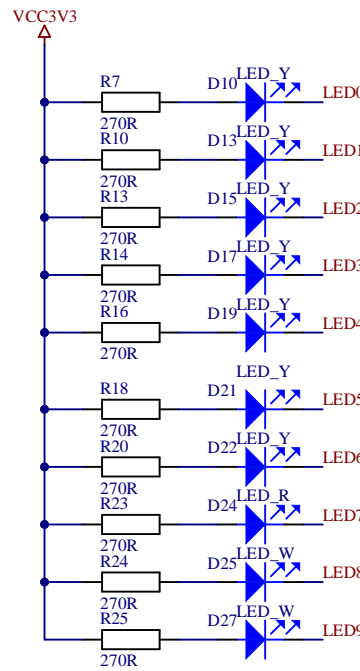 VCC3V3
R7 D10 LED_Y LED0
270R
R10 D13 LED_Y LED1
270R
R13 D15 LED_Y LED2
270R
R14 D17 LED_Y LED3
270R
R16 D19 LED_Y LED4
270R
R18 D21 LED_Y LED5
270R
R20 D22 LED_Y LED6
270R
R23 D24 LED_R LED7
270R
R24 D25 LED_W LED8
270R
R25 D27 LED_W LED9
270R